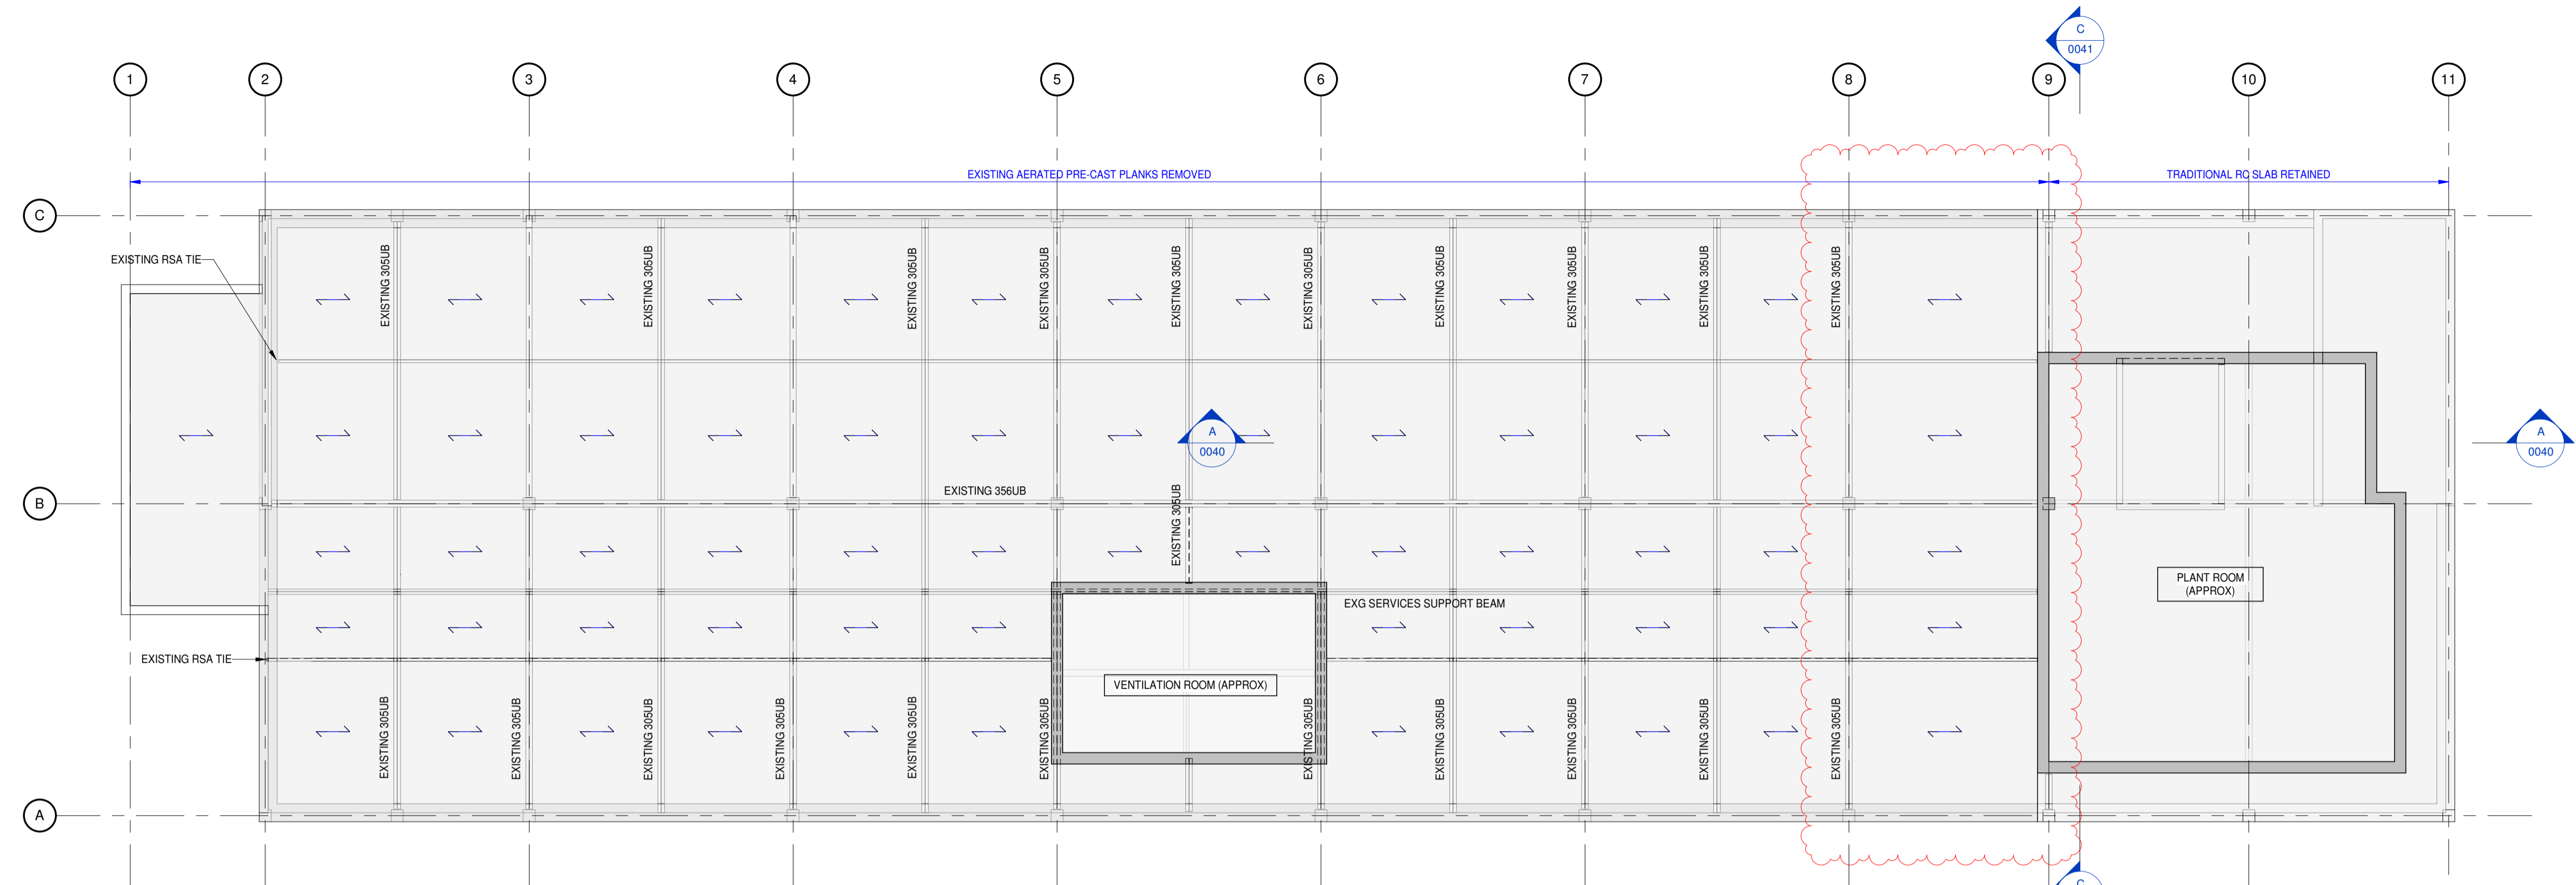 C
0041
1
2
3
4
5
6
7
8
9
10
11
EXISTING AERATED PRE-CAST PLANKS REMOVED
TRADITIONAL RC SLAB RETAINED
C
EXISTING RSA TIE
EXISTING 305UB
EXISTING 305UB
EXISTING 305UB
EXISTING 305UB
EXISTING 305UB
EXISTING 305UB
EXISTING 305UB
EXISTING 305UB
EXISTING 305UB
EXISTING 305UB
A
0040
A
0040
B
EXISTING 356UB
EXISTING 305UB
PLANT ROOM
(APPROX)
EXG SERVICES SUPPORT BEAM
EXISTING RSA TIE
VENTILATION ROOM (APPROX)
EXISTING 305UB
EXISTING 305UB
EXISTING 305UB
EXISTING 305UB
EXISTING 305UB
EXISTING 305UB
EXISTING 305UB
EXISTING 305UB
EXISTING 305UB
EXISTING 305UB
EXISTING 305UB
A
C